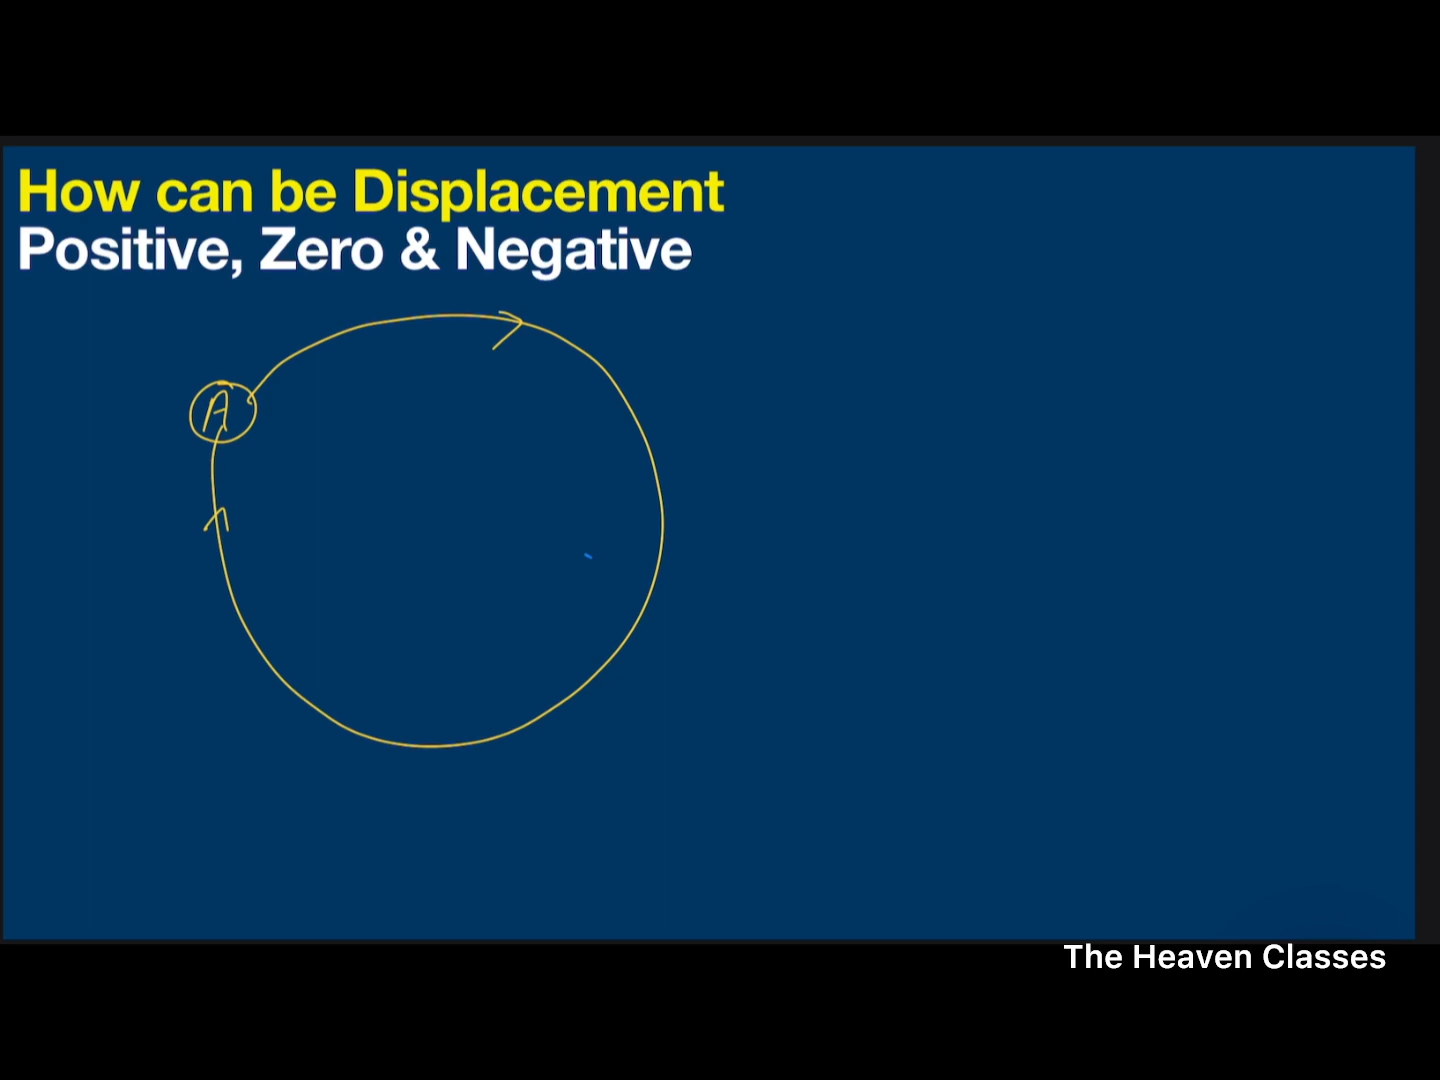 How can be Displacement
Positive, Zero & Negative
A
The Heaven Classes